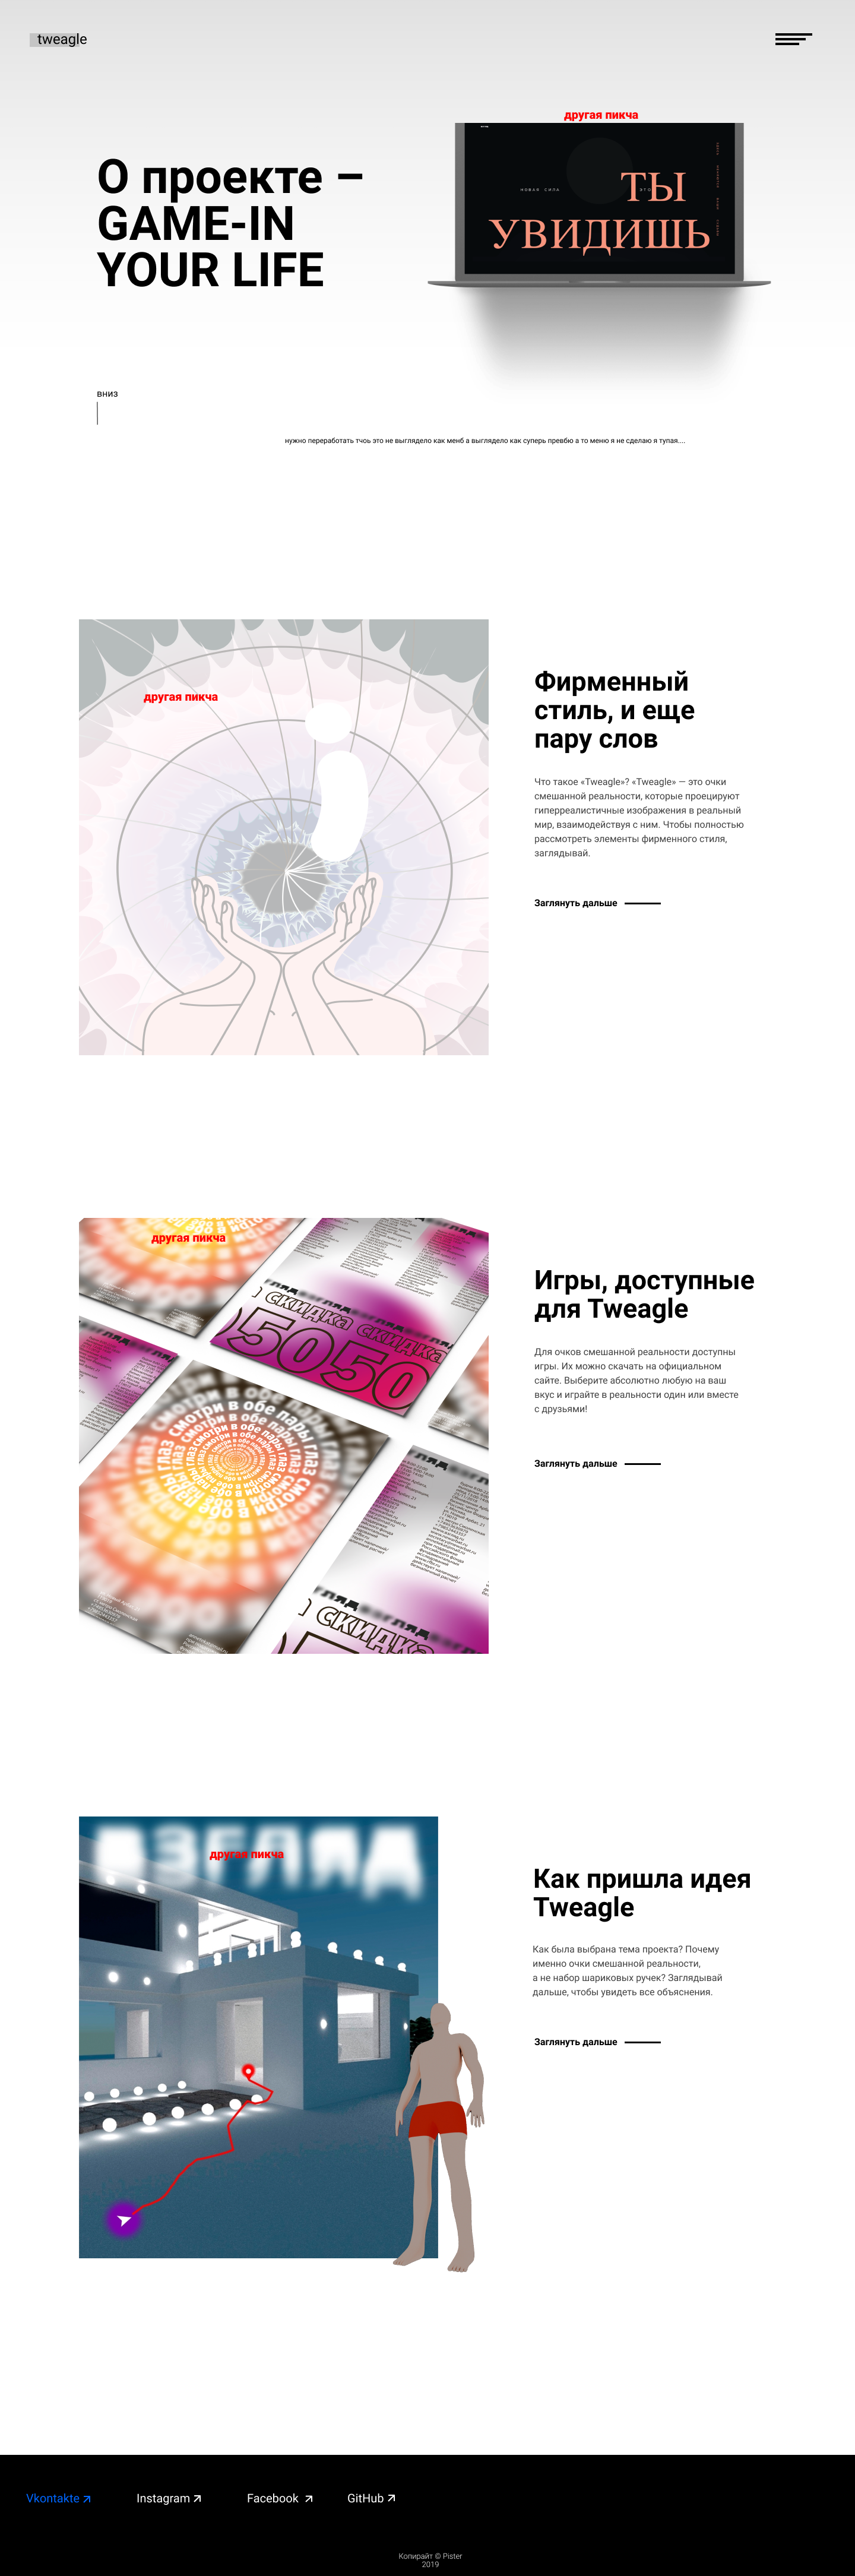 tweagle
другая пикча
О проекте –
GAME-IN
YOUR LIFE
НОВАЯ СИЛА
ЭТО
ТЫ
УВИДИШЬ
вниз
нужно переработать тчоь это не выглядело как менб а выглядело как суперь превбю а то меню я не сделаю я тупая....
другая пикча
Фирменный
стиль, и еще
пару слов
Что такое «Tweagle»? «Tweagle» — это очки
смешанной реальности, которые проецируют
гиперреалистичные изображения в реальный
мир, взаимодействуя с ним. Чтобы полностью
рассмотреть элементы фирменного стиля,
заглядывай.
Заглянуть дальше
другая пикча
скидка скидка
5050
смотри в обе пары глаз
скидка
Игры, доступные
для Tweagle
Для очков смешанной реальности доступны
игры. Их можно скачать на официальном
сайте. Выберите абсолютно любую на ваш
вкус и играйте в реальности один или вместе
с друзьями!
Заглянуть дальше
ВЗГЛЯД
другая пикча
Как пришла идея
Tweagle
Как была выбрана тема проекта? Почему
именно очки смешанной реальности,
а не набор шариковых ручек? Заглядывай
дальше, чтобы увидеть все объяснения.
Заглянуть дальше
Vkontakte
Instagram
Facebook
GitHub
Копирайт © Pister
2019